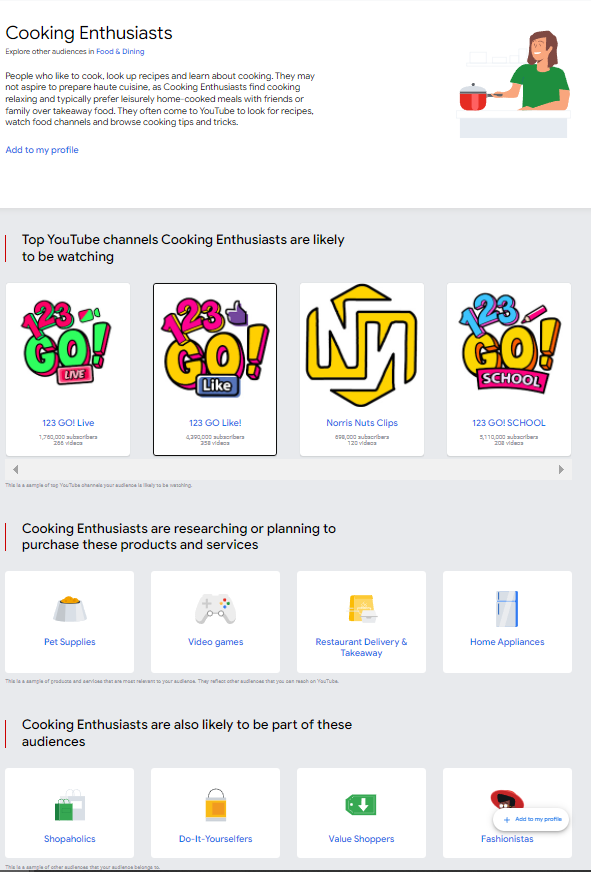 Cooking Enthusiasts
Explore other audiences in Food & Dining
People who like to cook, look up recipes and learn about cooking. They may
not aspire to prepare haute cuisine, as Cooking Enthusiasts find cooking
relaxing and typically prefer leisurely home-cooked meals with friends or
family over takeaway food. They often come to YouTube to look for recipes,
watch food channels and browse cooking tips and tricks.
Add to my profile
Top YouTube channels Cooking Enthusiasts are likely
to be watching
123 GO! LIVE
123 GO! Like
NN
123 GO! SCHOOL
123 GO! Live
1,760,000 subscribers
266 videos
123 GO Like!
4,390,000 subscribers
259 videos
Norris Nuts Clips
698,000 subscribers
120 videos
123 GO! SCHOOL
5,110,000 subscribers
208 videos
This is a sample of top YouTube channels your audience is likely to be watching.
Cooking Enthusiasts are researching or planning to
purchase these products and services
Pet Supplies
Video games
Restaurant Delivery &
Takeaway
Home Appliances
This is a sample of products and services that are most relevant to your audience. They reflect other audiences that you can reach on YouTube.
Cooking Enthusiasts are also likely to be part of these
audiences
Shopaholics
Do-It-Yourselfers
Value Shoppers
Fashionistas
+ Add to my profile
This is a sample of other audiences that your audience belongs to.